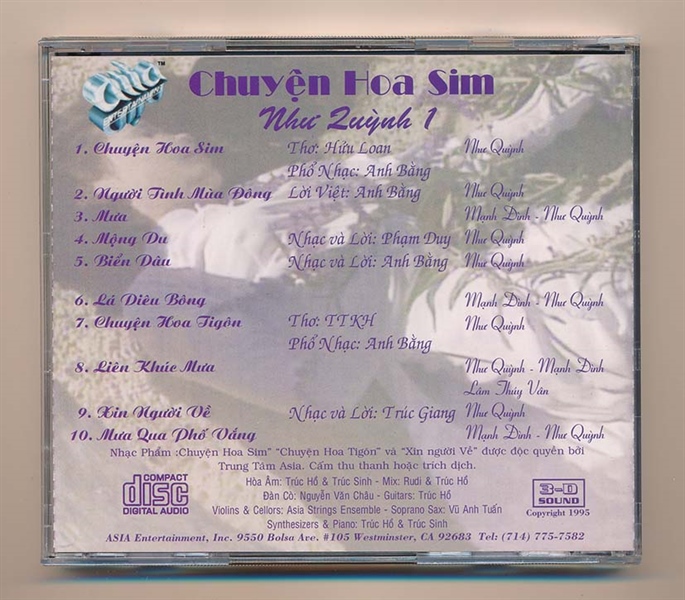 asia
ENTERTAINMENT
TM
Chuyện Hoa Sim
Như Quỳnh 1
1. Chuyện Hoa Sim Thơ: Hữu Loan Như Quỳnh
Phổ Nhạc: Anh Bằng
2. Người Tình Mùa Đông Lời Việt: Anh Bằng Như Quỳnh
3. Mưa Mạnh Đình - Như Quỳnh
4. Mộng Du Nhạc và Lời: Phạm Duy Như Quỳnh
5. Biển Dâu Nhạc và Lời: Anh Bằng Như Quỳnh
6. Lá Diêu Bông Mạnh Đình - Như Quỳnh
7. Chuyện Hoa Tigôn Thơ: TTKH Như Quỳnh
Phổ Nhạc: Anh Bằng
8. Liên Khúc Mưa Như Quỳnh - Mạnh Đình
Lâm Thúy Vân
9. Xin Người Về Nhạc và Lời: Trúc Giang Như Quỳnh
10. Mưa Qua Phố Vắng Mạnh Đình - Như Quỳnh
Nhạc Phẩm :Chuyện Hoa Sim" "Chuyện Hoa Tigôn" và "Xin người Về" được độc quyền bởi
Trung Tâm Asia. Cấm thu thanh hoặc trích dịch.
Hòa Âm: Trúc Hồ & Trúc Sinh - Mix: Rudi & Trúc Hồ
Đàn Cò: Nguyễn Văn Châu - Guitars: Trúc Hồ
Violins & Cellors: Asia Strings Ensemble - Soprano Sax: Vũ Anh Tuấn
Synthesizers & Piano: Trúc Hồ & Trúc Sinh
COMPACT
disc
DIGITAL AUDIO
3-D
SOUND
Copyright 1995
ASIA Entertainment, Inc. 9550 Bolsa Ave. #105 Westminster, CA 92683 Tel: (714) 775-7582